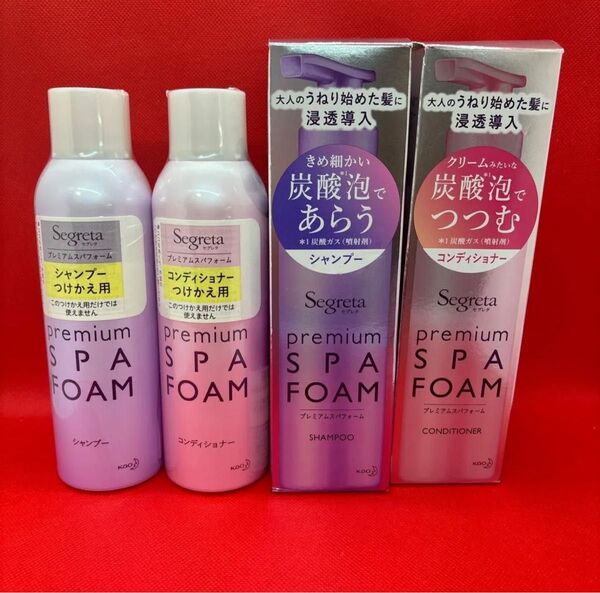 Segreta
セグレタ
プレミアムスパフォーム
シャンプー
つけかえ用
このつけかえ用だけでは
使えません
premium
SPA
FOAM
シャンプー
Kao
Segreta
セグレタ
プレミアムスパフォーム
コンディショナー
つけかえ用
このつけかえ用だけでは
使えません
premium
SPA
FOAM
コンディショナー
Kao
大人のうねり始めた髪に
浸透導入
きめ細かい
炭酸泡で
*1
あらう
*1 炭酸ガス(噴射剤)
シャンプー
Segreta
セグレタ
premium
SPA
FOAM
プレミアムスパフォーム
SHAMPOO
Kao
大人のうねり始めた髪に
浸透導入
クリームみたいな
炭酸泡で
*1
つつむ
*1 炭酸ガス(噴射剤)
コンディショナー
Segreta
セグレタ
premium
SPA
FOAM
プレミアムスパフォーム
CONDITIONER
Kao